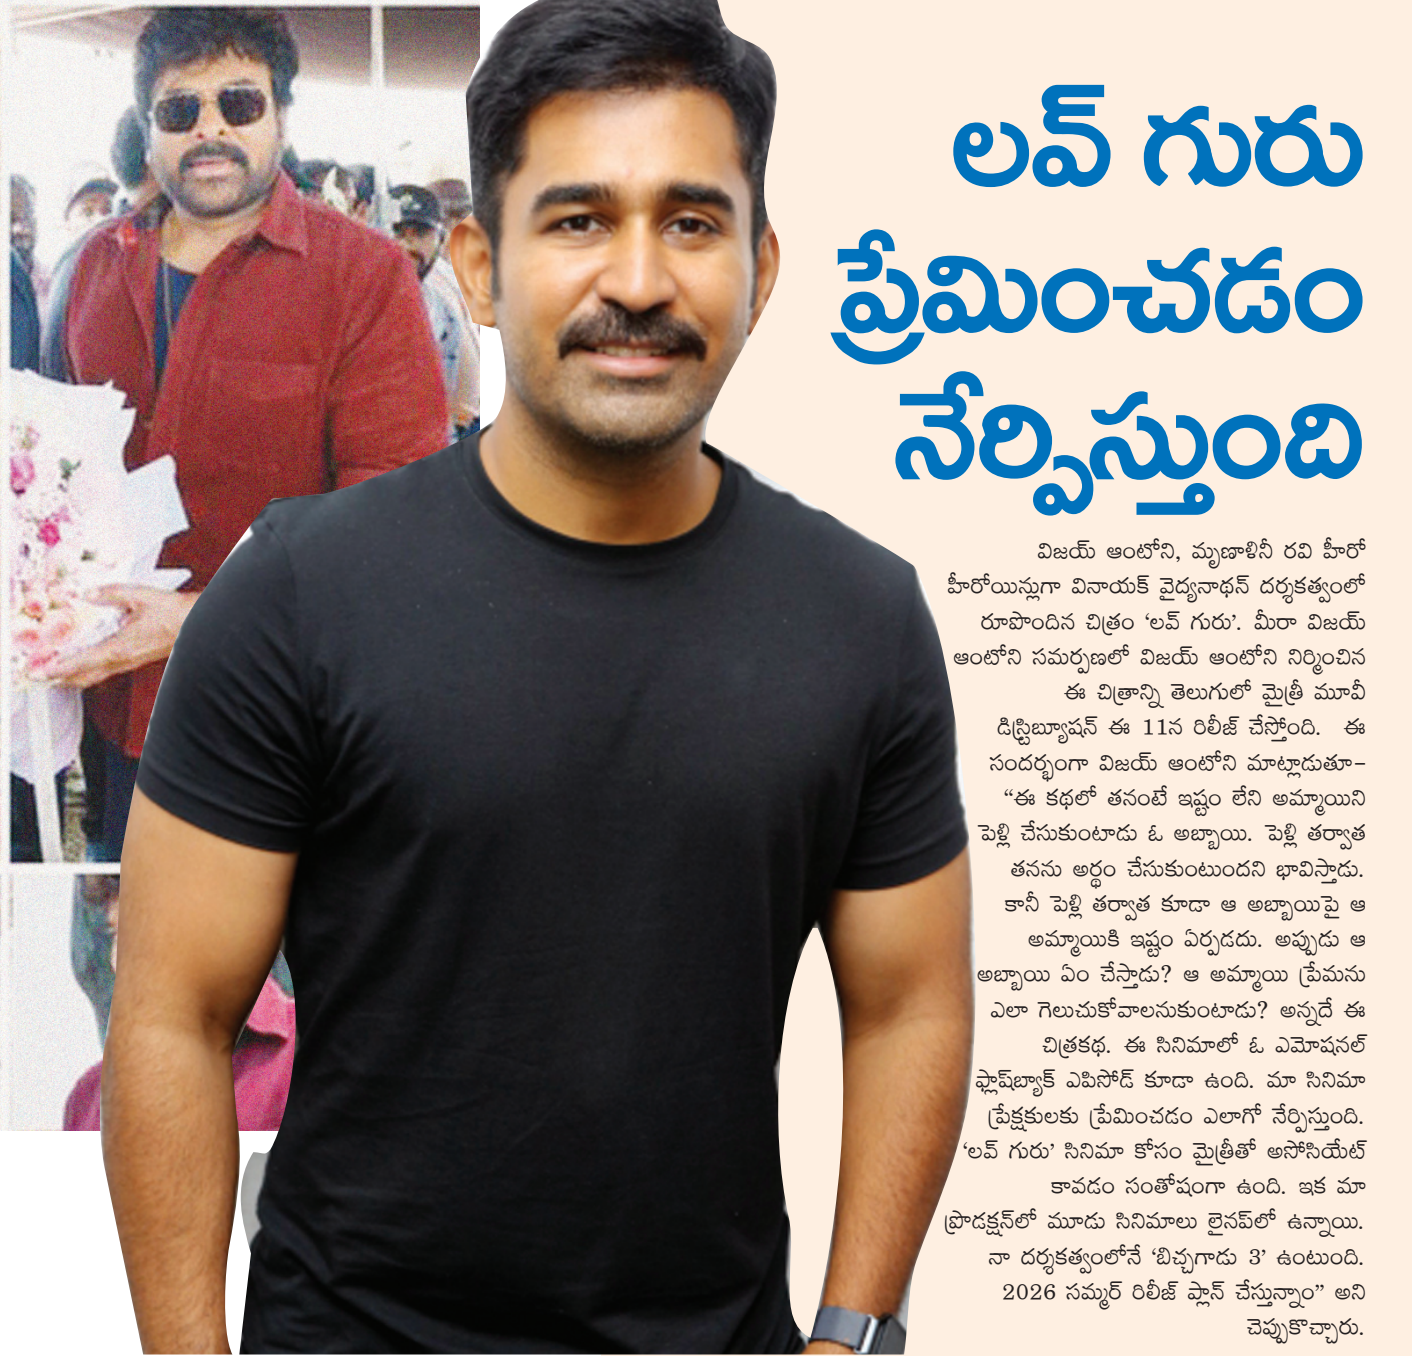 లవ్ గురు
ప్రేమించడం
నేర్పిస్తుంది
విజయ్ ఆంటోని, మృణాళినీ రవి హీరో
హీరోయిన్లుగా వినాయక్ వైద్యనాథన్ దర్శకత్వంలో
రూపొందిన చిత్రం ‘లవ్ గురు’. మీరా విజయ్
ఆంటోని సమర్పణలో విజయ్ ఆంటోని నిర్మించిన
ఈ చిత్రాన్ని తెలుగులో మైత్రీ మూవీ
డిస్ట్రిబ్యూషన్ ఈ 11న రిలీజ్ చేస్తోంది. ఈ
సందర్భంగా విజయ్ ఆంటోని మాట్లాడుతూ–
“ఈ కథలో తనంటే ఇష్టం లేని అమ్మాయిని
పెళ్లి చేసుకుంటాడు ఓ అబ్బాయి. పెళ్లి తర్వాత
తనను అర్థం చేసుకుంటుందని భావిస్తాడు.
కానీ పెళ్లి తర్వాత కూడా ఆ అబ్బాయిపై ఆ
అమ్మాయికి ఇష్టం ఏర్పడదు. అప్పుడు ఆ
అబ్బాయి ఏం చేస్తాడు? ఆ అమ్మాయి ప్రేమను
ఎలా గెలుచుకోవాలనుకుంటాడు? అన్నదే ఈ
చిత్రకథ. ఈ సినిమాలో ఓ ఎమోషనల్
ఫ్లాష్‌బ్యాక్ ఎపిసోడ్ కూడా ఉంది. మా సినిమా
ప్రేక్షకులకు ప్రేమించడం ఎలాగో నేర్పిస్తుంది.
‘లవ్ గురు’ సినిమా కోసం మైత్రీతో అసోసియేట్
కావడం సంతోషంగా ఉంది. ఇక మా
ప్రొడక్షన్‌లో మూడు సినిమాలు లైనప్‌లో ఉన్నాయి.
నా దర్శకత్వంలోనే ‘బిచ్చగాడు 3’ ఉంటుంది.
2026 సమ్మర్ రిలీజ్ ప్లాన్ చేస్తున్నాం” అని
చెప్పుకొచ్చారు.